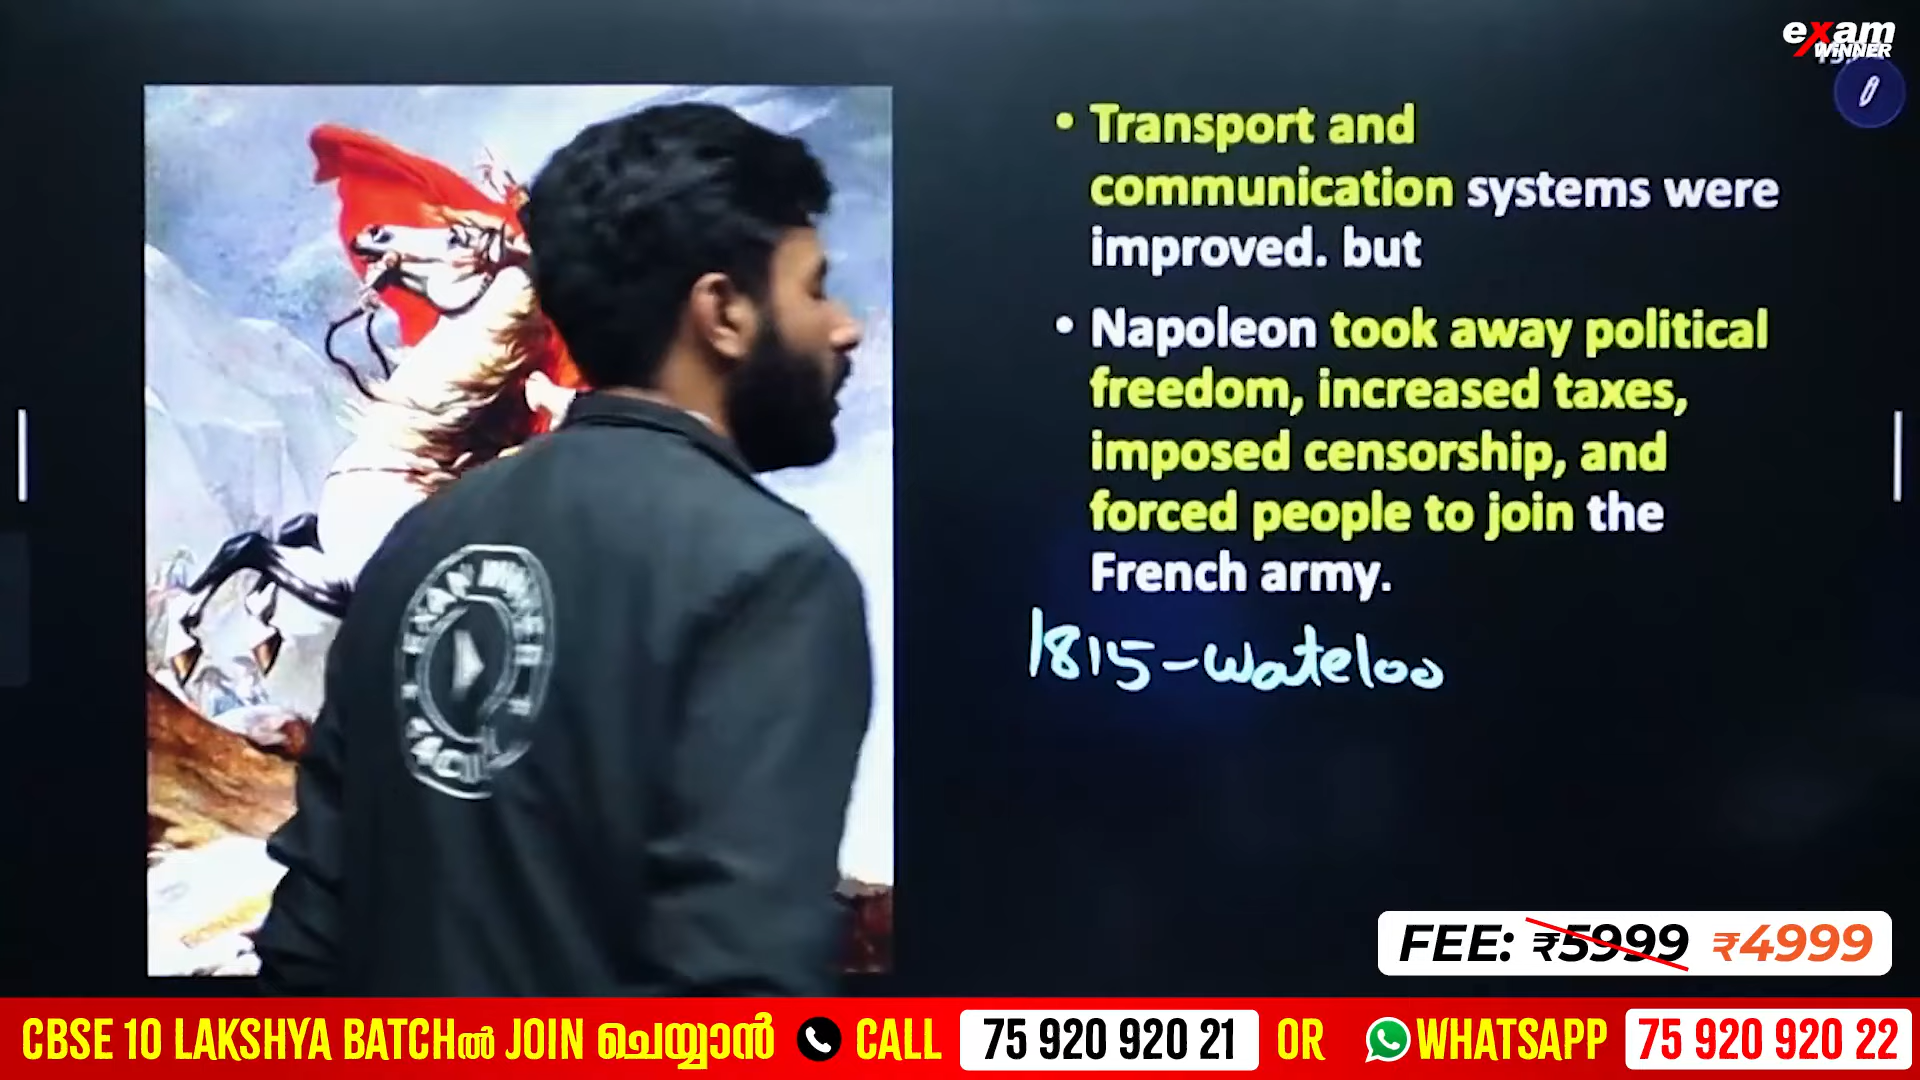 exam
WINNER
• Transport and
communication systems were
improved. but
• Napoleon took away political
freedom, increased taxes,
imposed censorship, and
forced people to join the
French army.
1815-Wateloo
FEE: ₹5999 ₹4999
CBSE 10 LAKSHYA BATCHൽ JOIN ചെയ്യാൻ CALL 75 920 920 21 OR WHATSAPP 75 920 920 22